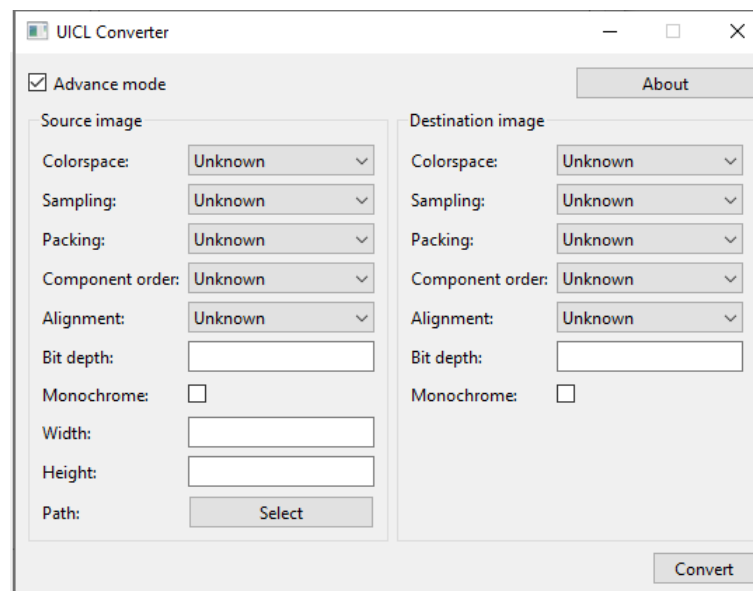 UICL Converter
Advance mode
About
Source image
Colorspace: Unknown
Sampling: Unknown
Packing: Unknown
Component order: Unknown
Alignment: Unknown
Bit depth:
Monochrome:
Width:
Height:
Path: Select
Destination image
Colorspace: Unknown
Sampling: Unknown
Packing: Unknown
Component order: Unknown
Alignment: Unknown
Bit depth:
Monochrome:
Convert